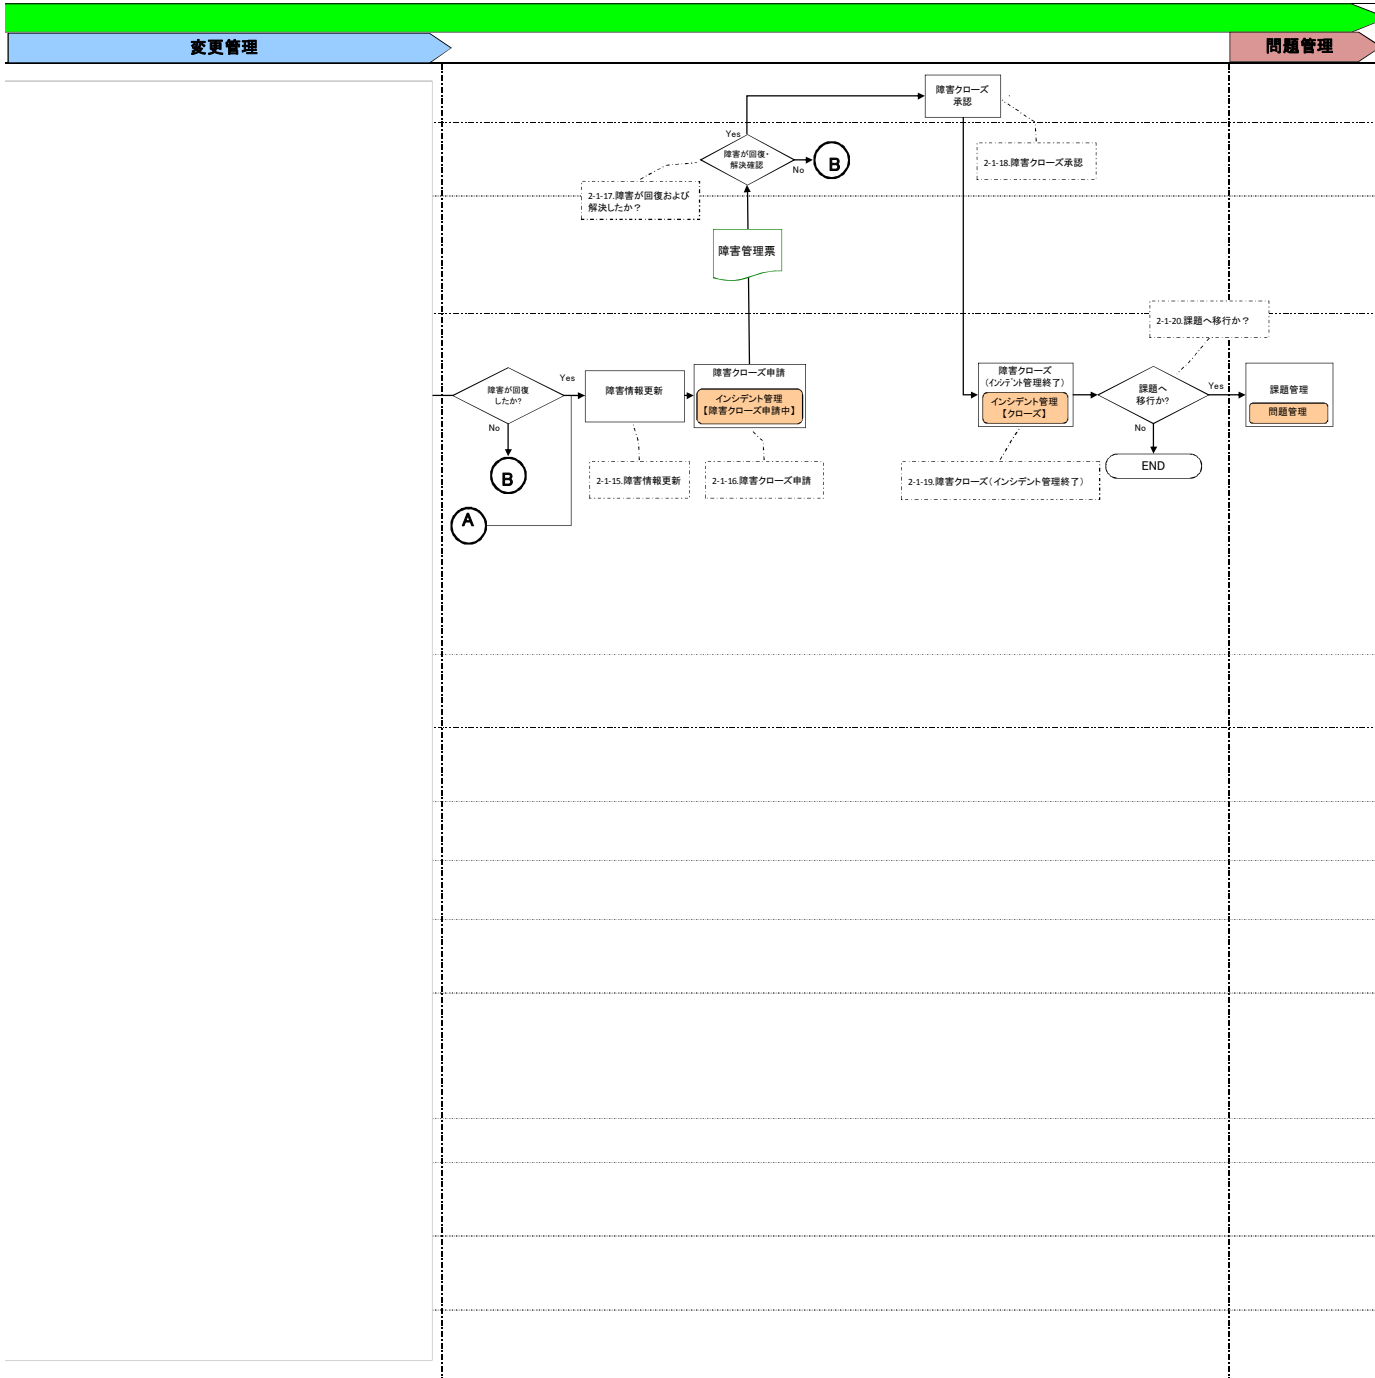 変更管理
問題管理
障害クローズ
承認
Yes
障害が回復・
解決確認
No
B
2-1-18.障害クローズ承認
2-1-17.障害が回復および
解決したか？
障害管理票
2-1-20.課題へ移行か？
障害が回復
したか?
Yes
No
障害情報更新
障害クローズ申請
インシデント管理
【障害クローズ申請中】
障害クローズ
(インシデント管理終了)
インシデント管理
【クローズ】
課題へ
移行か?
Yes
No
課題管理
問題管理
B
2-1-15.障害情報更新
2-1-16.障害クローズ申請
2-1-19.障害クローズ（インシデント管理終了）
END
A